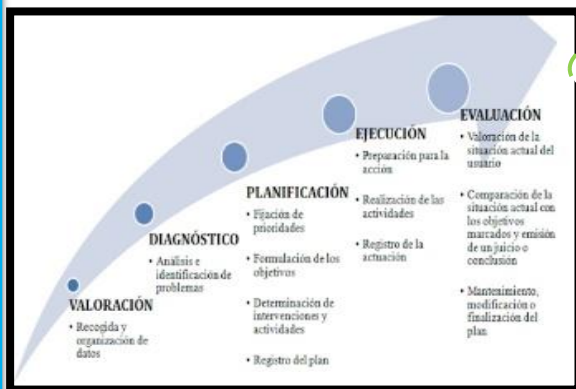 VALORACIÓN
• Recogida y
organización de
datos
DIAGNÓSTICO
• Análisis e
identificación de
problemas
PLANIFICACIÓN
• Fijación de
prioridades
• Formulación de los
objetivos
• Determinación de
intervenciones y
actividades
• Registro del plan
EJECUCIÓN
• Preparación para la
acción
• Realización de las
actividades
• Registro de la
actuación
EVALUACIÓN
• Valoración de la
situación actual del
usuario
• Comparación de la
situación actual con
los objetivos
marcados y emisión
de un juicio o
conclusión
• Mantenimiento,
modificación o
finalización del
plan